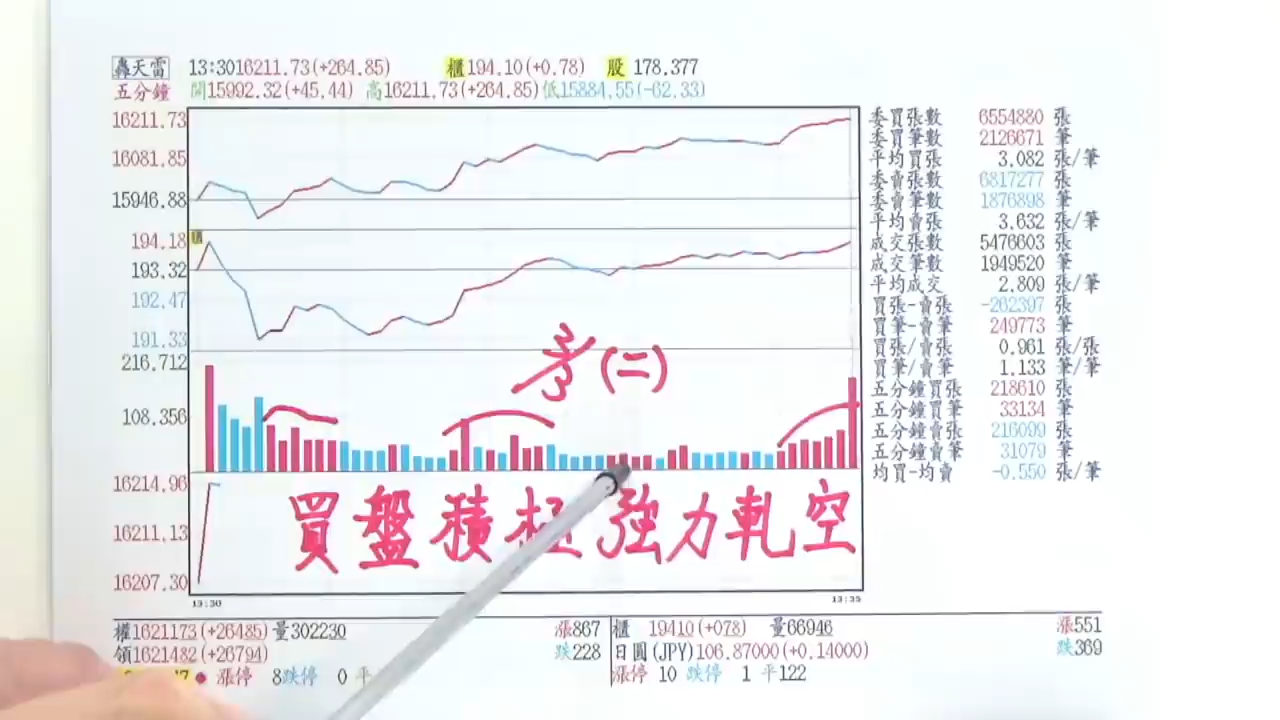 轟天雷 13:30 16211.73(+264.85) 櫃 194.10(+0.78) 股 178.377
五分鐘 開15992.32(+45.44) 高16211.73(+264.85) 低15884.55(-62.33)
16211.73
16081.85
15946.88
櫃
194.18
193.32
192.47
191.33
216.712
108.356
16214.96
16211.13
16207.30
13:30 13:35
(二)
買盤積極 強力軋空
委買張數 6554880 張
委買筆數 2126671 筆
平均買張 3.082 張/筆
委賣張數 6817277 張
委賣筆數 1876898 筆
平均賣張 3.632 張/筆
成交張數 5476603 張
成交筆數 1949520 筆
平均成交 2.809 張/筆
買張-賣張 -262397 張
買筆-賣筆 249773 筆
買張/賣張 0.961 張/張
買筆/賣筆 1.133 筆/筆
五分鐘買張 218610 張
五分鐘買筆 33134 筆
五分鐘賣張 216099 張
五分鐘賣筆 31079 筆
均買-均賣 -0.550 張/筆
權1621173(+26485) 量302230 漲867
領1621482(+26794) 跌228
漲停 8 跌停 0 平
櫃 19410(+078) 量66946 漲551
日圓(JPY)106.87000(+0.14000) 跌369
漲停 10 跌停 1 平122